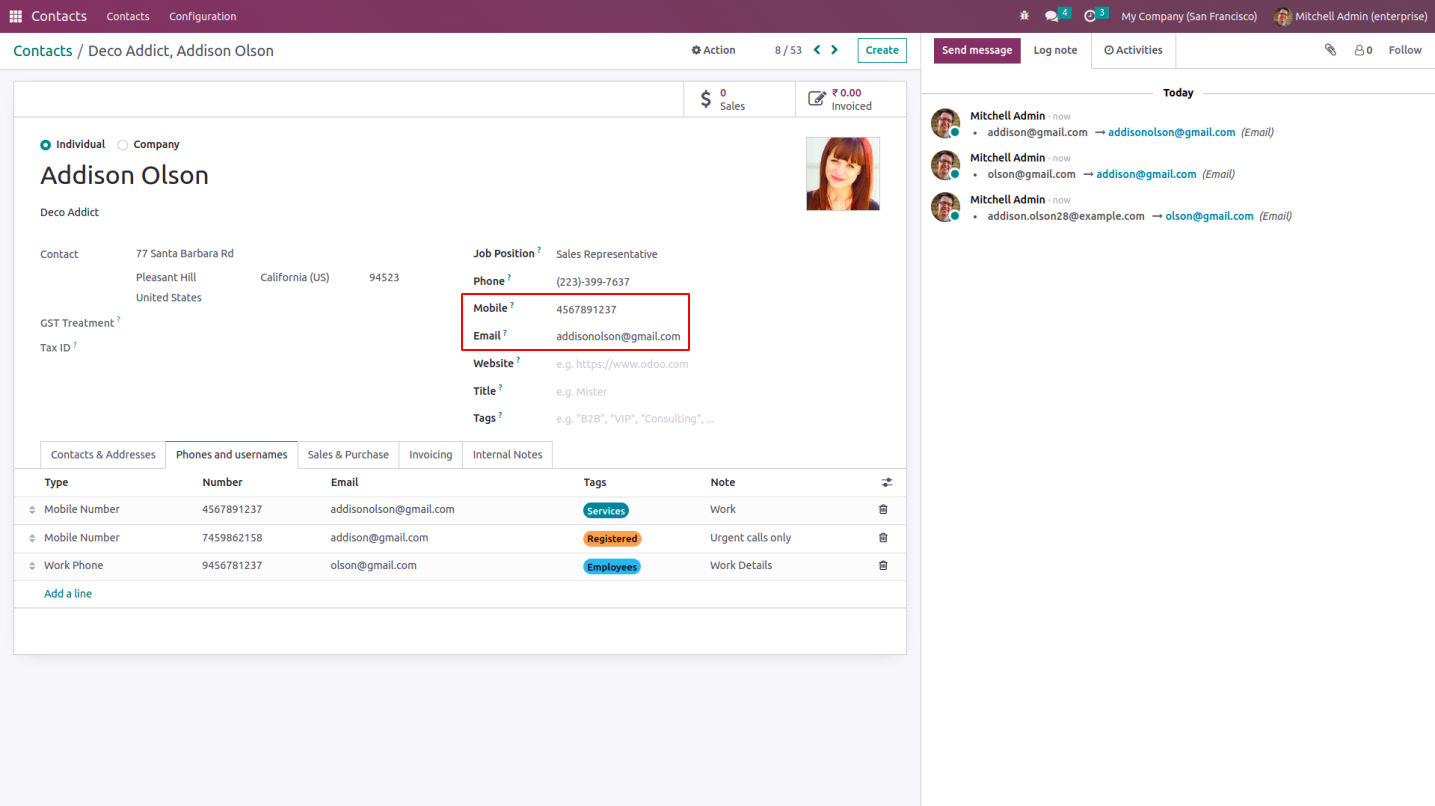 Contacts Contacts Configuration 4 3 My Company (San Francisco) Mitchell Admin (enterprise)
Contacts / Deco Addict, Addison Olson Action 8 / 53 Create
Send message Log note Activities 0 Follow
0
Sales
₹ 0.00
Invoiced
Individual Company
Addison Olson
Deco Addict
Contact 77 Santa Barbara Rd
Pleasant Hill California (US) 94523
United States
GST Treatment ?
Tax ID ?
Job Position ? Sales Representative
Phone ? (223)-399-7637
Mobile ? 4567891237
Email ? addisonolson@gmail.com
Website ? e.g. https://www.odoo.com
Title ? e.g. Mister
Tags ? e.g. "B2B", "VIP", "Consulting", ...
Contacts & Addresses Phones and usernames Sales & Purchase Invoicing Internal Notes
Type Number Email Tags Note
Mobile Number 4567891237 addisonolson@gmail.com Services Work
Mobile Number 7459862158 addison@gmail.com Registered Urgent calls only
Work Phone 9456781237 olson@gmail.com Employees Work Details
Add a line
Today
Mitchell Admin - now
• addison@gmail.com → addisonolson@gmail.com (Email)
Mitchell Admin - now
• olson@gmail.com → addison@gmail.com (Email)
Mitchell Admin - now
• addison.olson28@example.com → olson@gmail.com (Email)